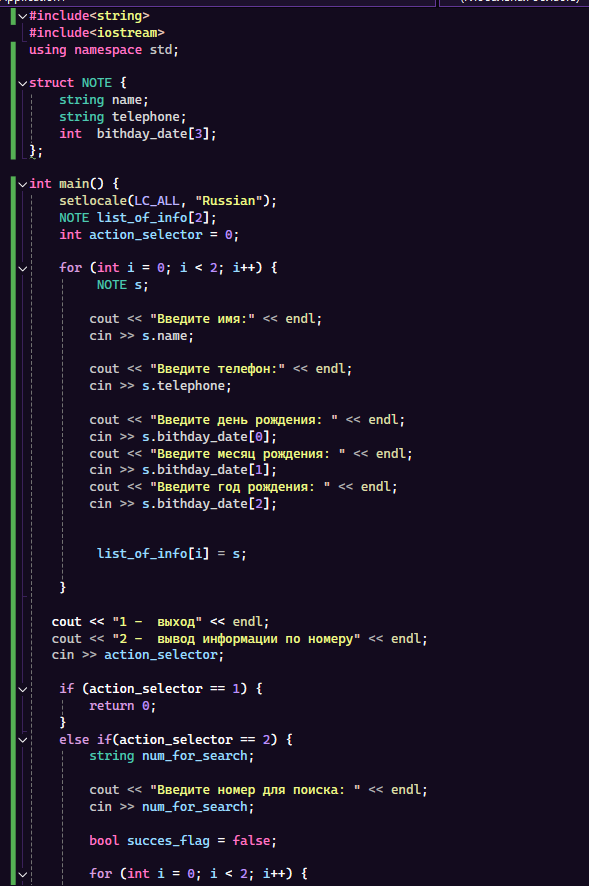 #include<string>
#include<iostream>
using namespace std;
struct NOTE {
string name;
string telephone;
int  bithday_date[3];
};
int main() {
setlocale(LC_ALL, "Russian");
NOTE list_of_info[2];
int action_selector = 0;
for (int i = 0; i < 2; i++) {
NOTE s;
cout << "Введите имя:" << endl;
cin >> s.name;
cout << "Введите телефон:" << endl;
cin >> s.telephone;
cout << "Введите день рождения: " << endl;
cin >> s.bithday_date[0];
cout << "Введите месяц рождения: " << endl;
cin >> s.bithday_date[1];
cout << "Введите год рождения: " << endl;
cin >> s.bithday_date[2];
list_of_info[i] = s;
}
cout << "1 -  выход" << endl;
cout << "2 -  вывод информации по номеру" << endl;
cin >> action_selector;
if (action_selector == 1) {
return 0;
}
else if(action_selector == 2) {
string num_for_search;
cout << "Введите номер для поиска: " << endl;
cin >> num_for_search;
bool succes_flag = false;
for (int i = 0; i < 2; i++) {